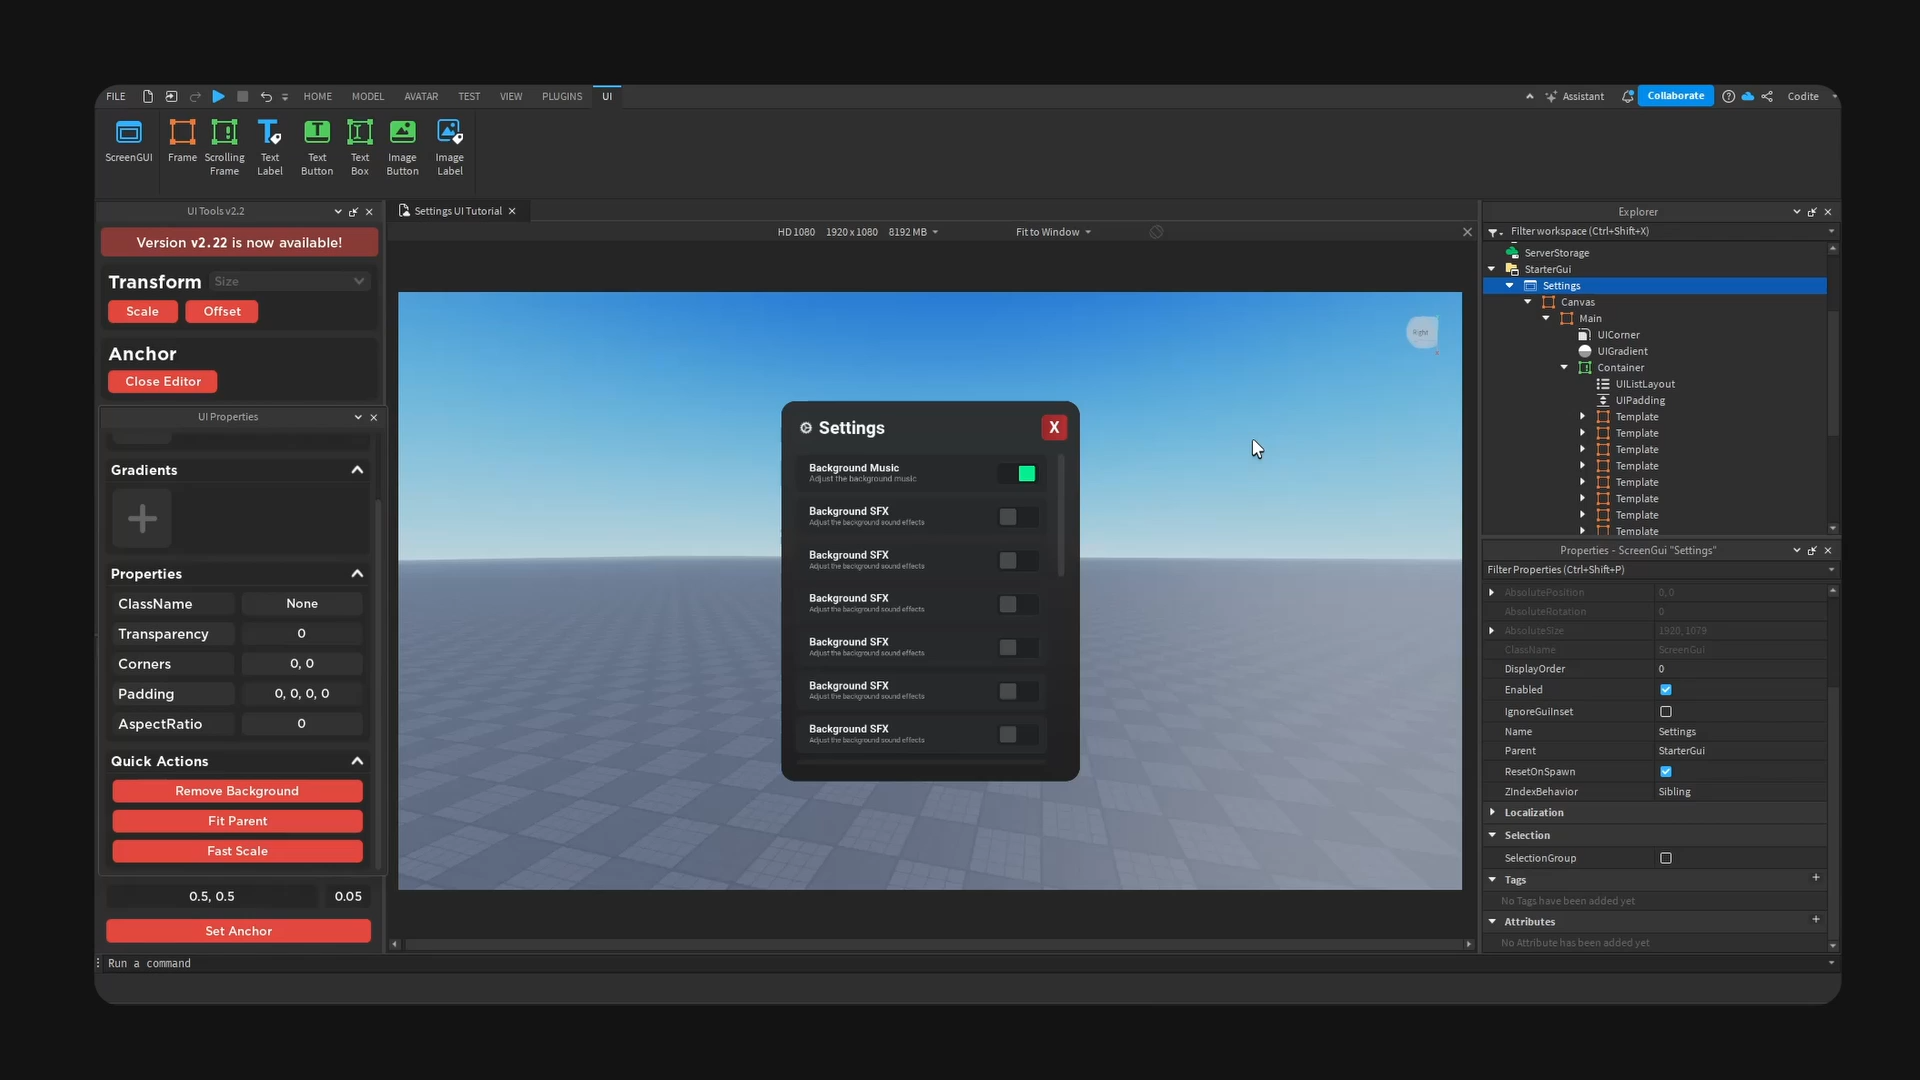 FILE HOME MODEL AVATAR TEST VIEW PLUGINS UI Assistant Collaborate Codite
ScreenGUI Frame Scrolling Frame Text Label Text Button Text Box Image Button Image Label
UI Tools v2.2
Version v2.22 is now available!
Transform Size
Scale Offset
Anchor
Close Editor
UI Properties
Gradients
Properties
ClassName None
Transparency 0
Corners 0, 0
Padding 0, 0, 0, 0
AspectRatio 0
Quick Actions
Remove Background
Fit Parent
Fast Scale
0.5, 0.5 0.05
Set Anchor
Run a command
Settings UI Tutorial
HD 1080 1920 x 1080 8192 MB Fit to Window
Right
Settings X
Background Music
Adjust the background music
Background SFX
Adjust the background sound effects
Background SFX
Adjust the background sound effects
Background SFX
Adjust the background sound effects
Background SFX
Adjust the background sound effects
Background SFX
Adjust the background sound effects
Background SFX
Adjust the background sound effects
Explorer
Filter workspace (Ctrl+Shift+X)
ServerStorage
StarterGui
Settings
Canvas
Main
UICorner
UIGradient
Container
UIListLayout
UIPadding
Template
Template
Template
Template
Template
Template
Template
Template
Properties - ScreenGui "Settings"
Filter Properties (Ctrl+Shift+P)
AbsolutePosition 0, 0
AbsoluteRotation 0
AbsoluteSize 1920, 1079
ClassName ScreenGui
DisplayOrder 0
Enabled
IgnoreGuiInset
Name Settings
Parent StarterGui
ResetOnSpawn
ZIndexBehavior Sibling
Localization
Selection
SelectionGroup
Tags
No Tags have been added yet
Attributes
No Attribute has been added yet